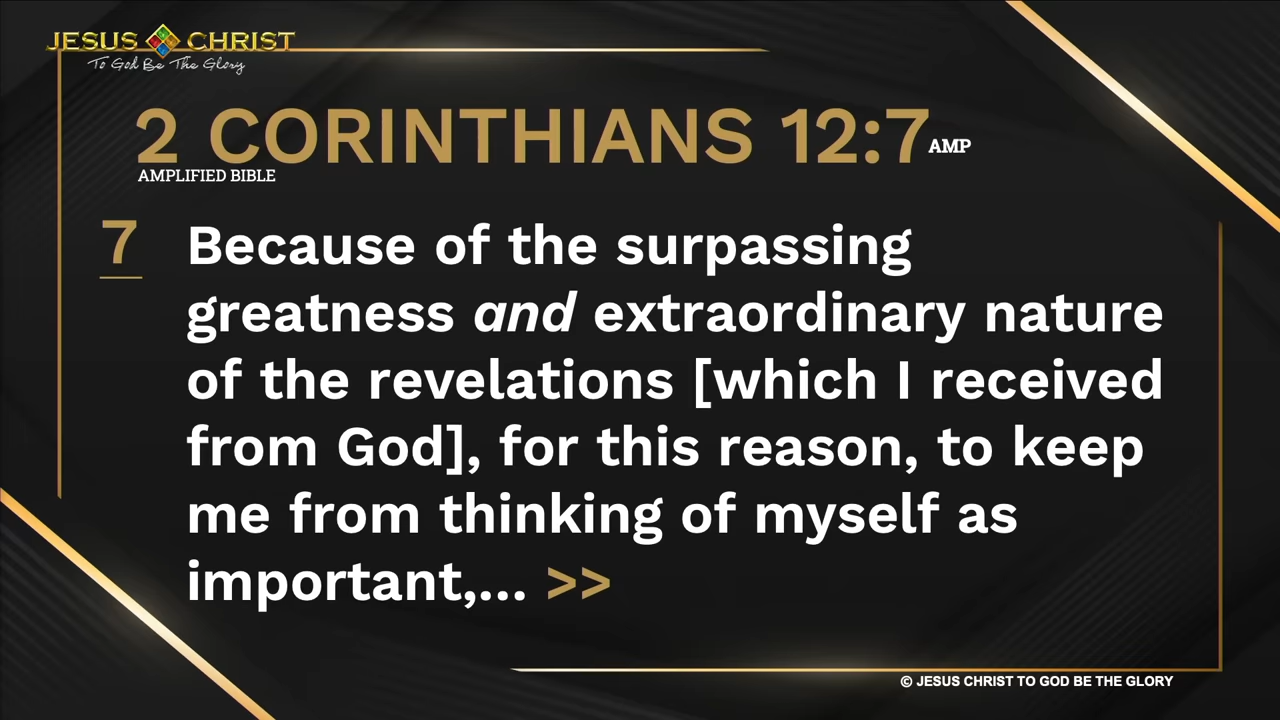 JESUS CHRIST
To God Be The Glory
2 CORINTHIANS 12:7 AMP
AMPLIFIED BIBLE
7 Because of the surpassing
greatness and extraordinary nature
of the revelations [which I received
from God], for this reason, to keep
me from thinking of myself as
important,... >>
© JESUS CHRIST TO GOD BE THE GLORY